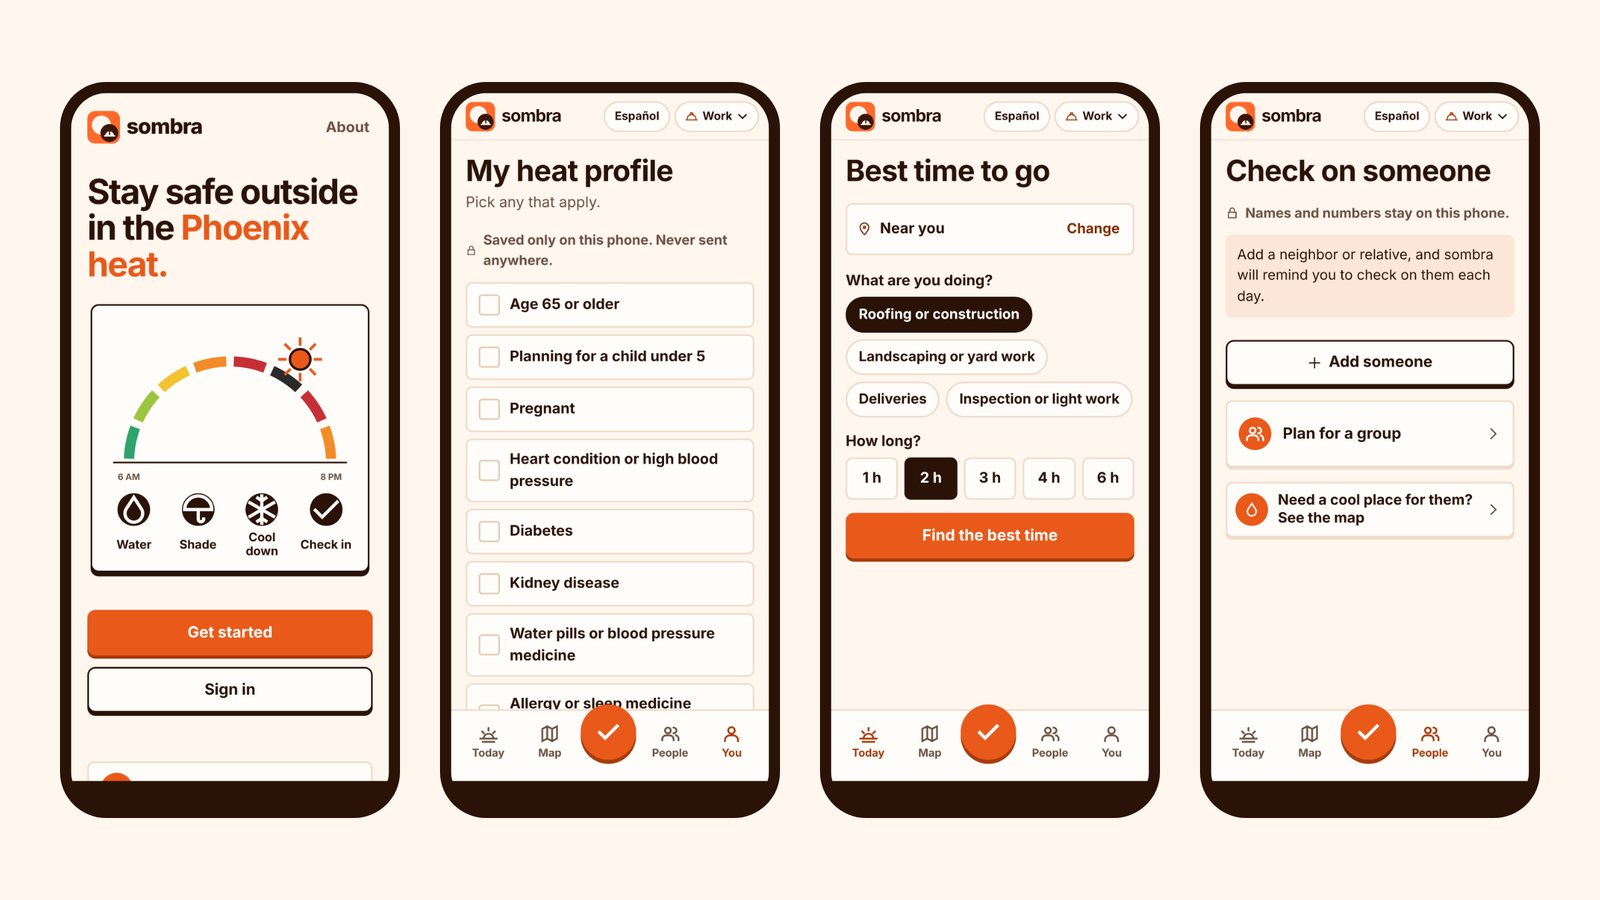 sombra
About
Stay safe outside
in the Phoenix
heat.
6 AM
8 PM
Water
Shade
Cool
down
Check in
Get started
Sign in
sombra
Español
Work
My heat profile
Pick any that apply.
Saved only on this phone. Never sent
anywhere.
Age 65 or older
Planning for a child under 5
Pregnant
Heart condition or high blood
pressure
Diabetes
Kidney disease
Water pills or blood pressure
medicine
Allergy or sleep medicine
Today
Map
People
You
sombra
Español
Work
Best time to go
Near you
Change
What are you doing?
Roofing or construction
Landscaping or yard work
Deliveries
Inspection or light work
How long?
1 h
2 h
3 h
4 h
6 h
Find the best time
Today
Map
People
You
sombra
Español
Work
Check on someone
Names and numbers stay on this phone.
Add a neighbor or relative, and sombra
will remind you to check on them each
day.
+ Add someone
Plan for a group
Need a cool place for them?
See the map
Today
Map
People
You